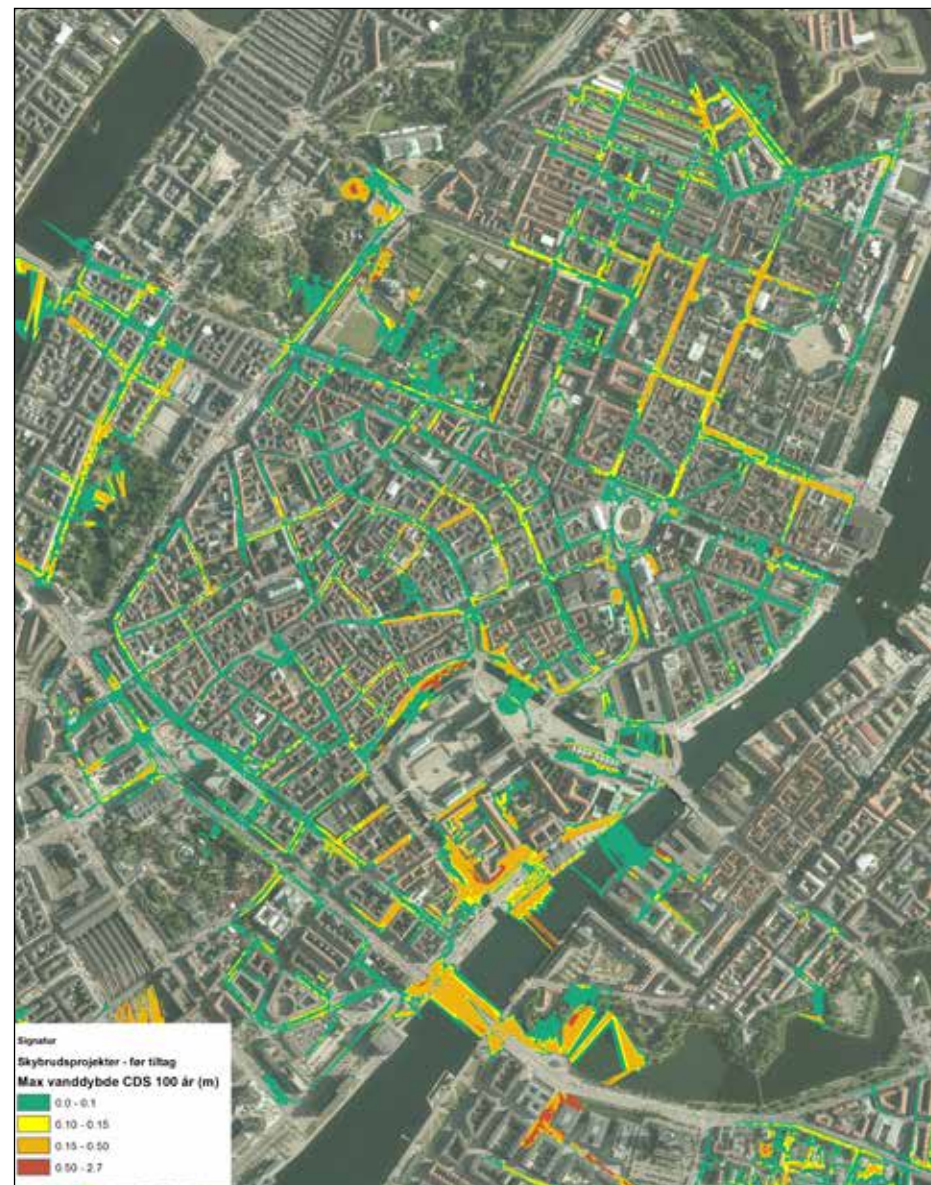 Signatur
Skybrudsprojekter - før tiltag
Max vanddybde CDS 100 år (m)
0.0 - 0.1
0.10 - 0.15
0.15 - 0.50
0.50 - 2.7